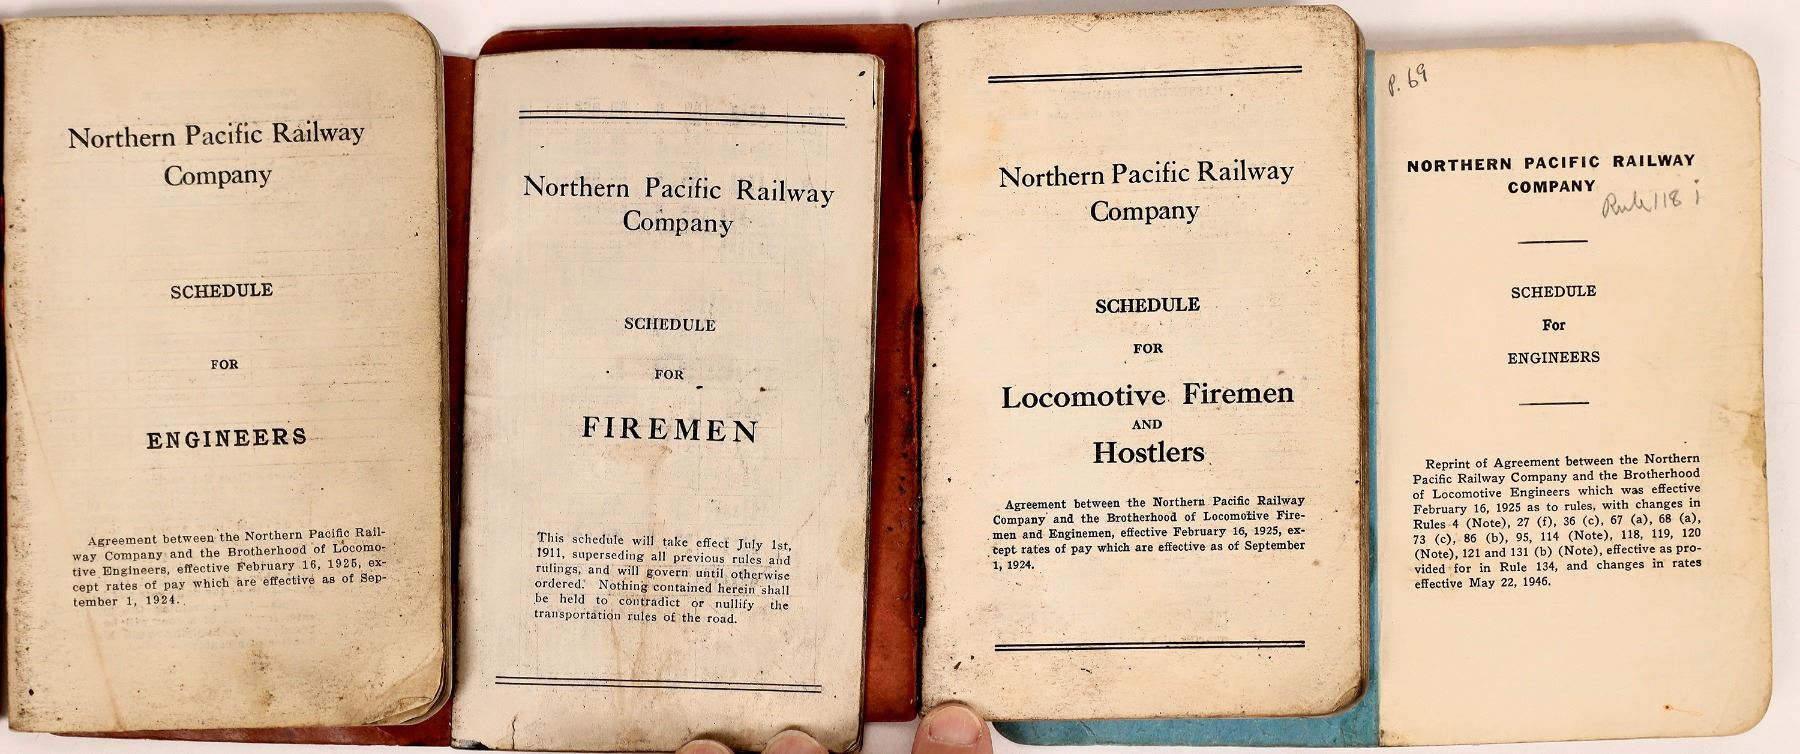 Northern Pacific Railway
Company
SCHEDULE
FOR
ENGINEERS
Agreement between the Northern Pacific Rail-
way Company and the Brotherhood of Locomo-
tive Engineers, effective February 16, 1925, ex-
cept rates of pay which are effective as of Sep-
tember 1, 1924.
Northern Pacific Railway
Company
SCHEDULE
FOR
FIREMEN
This schedule will take effect July 1st,
1911, superseding all previous rules and
rulings, and will govern until otherwise
ordered. Nothing contained herein shall
be held to contradict or nullify the
transportation rules of the road.
Northern Pacific Railway
Company
SCHEDULE
FOR
Locomotive Firemen
AND
Hostlers
Agreement between the Northern Pacific Railway
Company and the Brotherhood of Locomotive Fire-
men and Enginemen, effective February 16, 1925, ex-
cept rates of pay which are effective as of September
1, 1924.
P. 69
NORTHERN PACIFIC RAILWAY
COMPANY
Rule 118 i
SCHEDULE
For
ENGINEERS
Reprint of Agreement between the Northern
Pacific Railway Company and the Brotherhood
of Locomotive Engineers which was effective
February 16, 1925 as to rules, with changes in
Rules 4 (Note), 27 (f), 36 (c), 67 (a), 68 (a),
73 (c), 86 (b), 95, 114 (Note), 118, 119, 120
(Note), 121 and 131 (b) (Note), effective as pro-
vided for in Rule 134, and changes in rates
effective May 22, 1946.